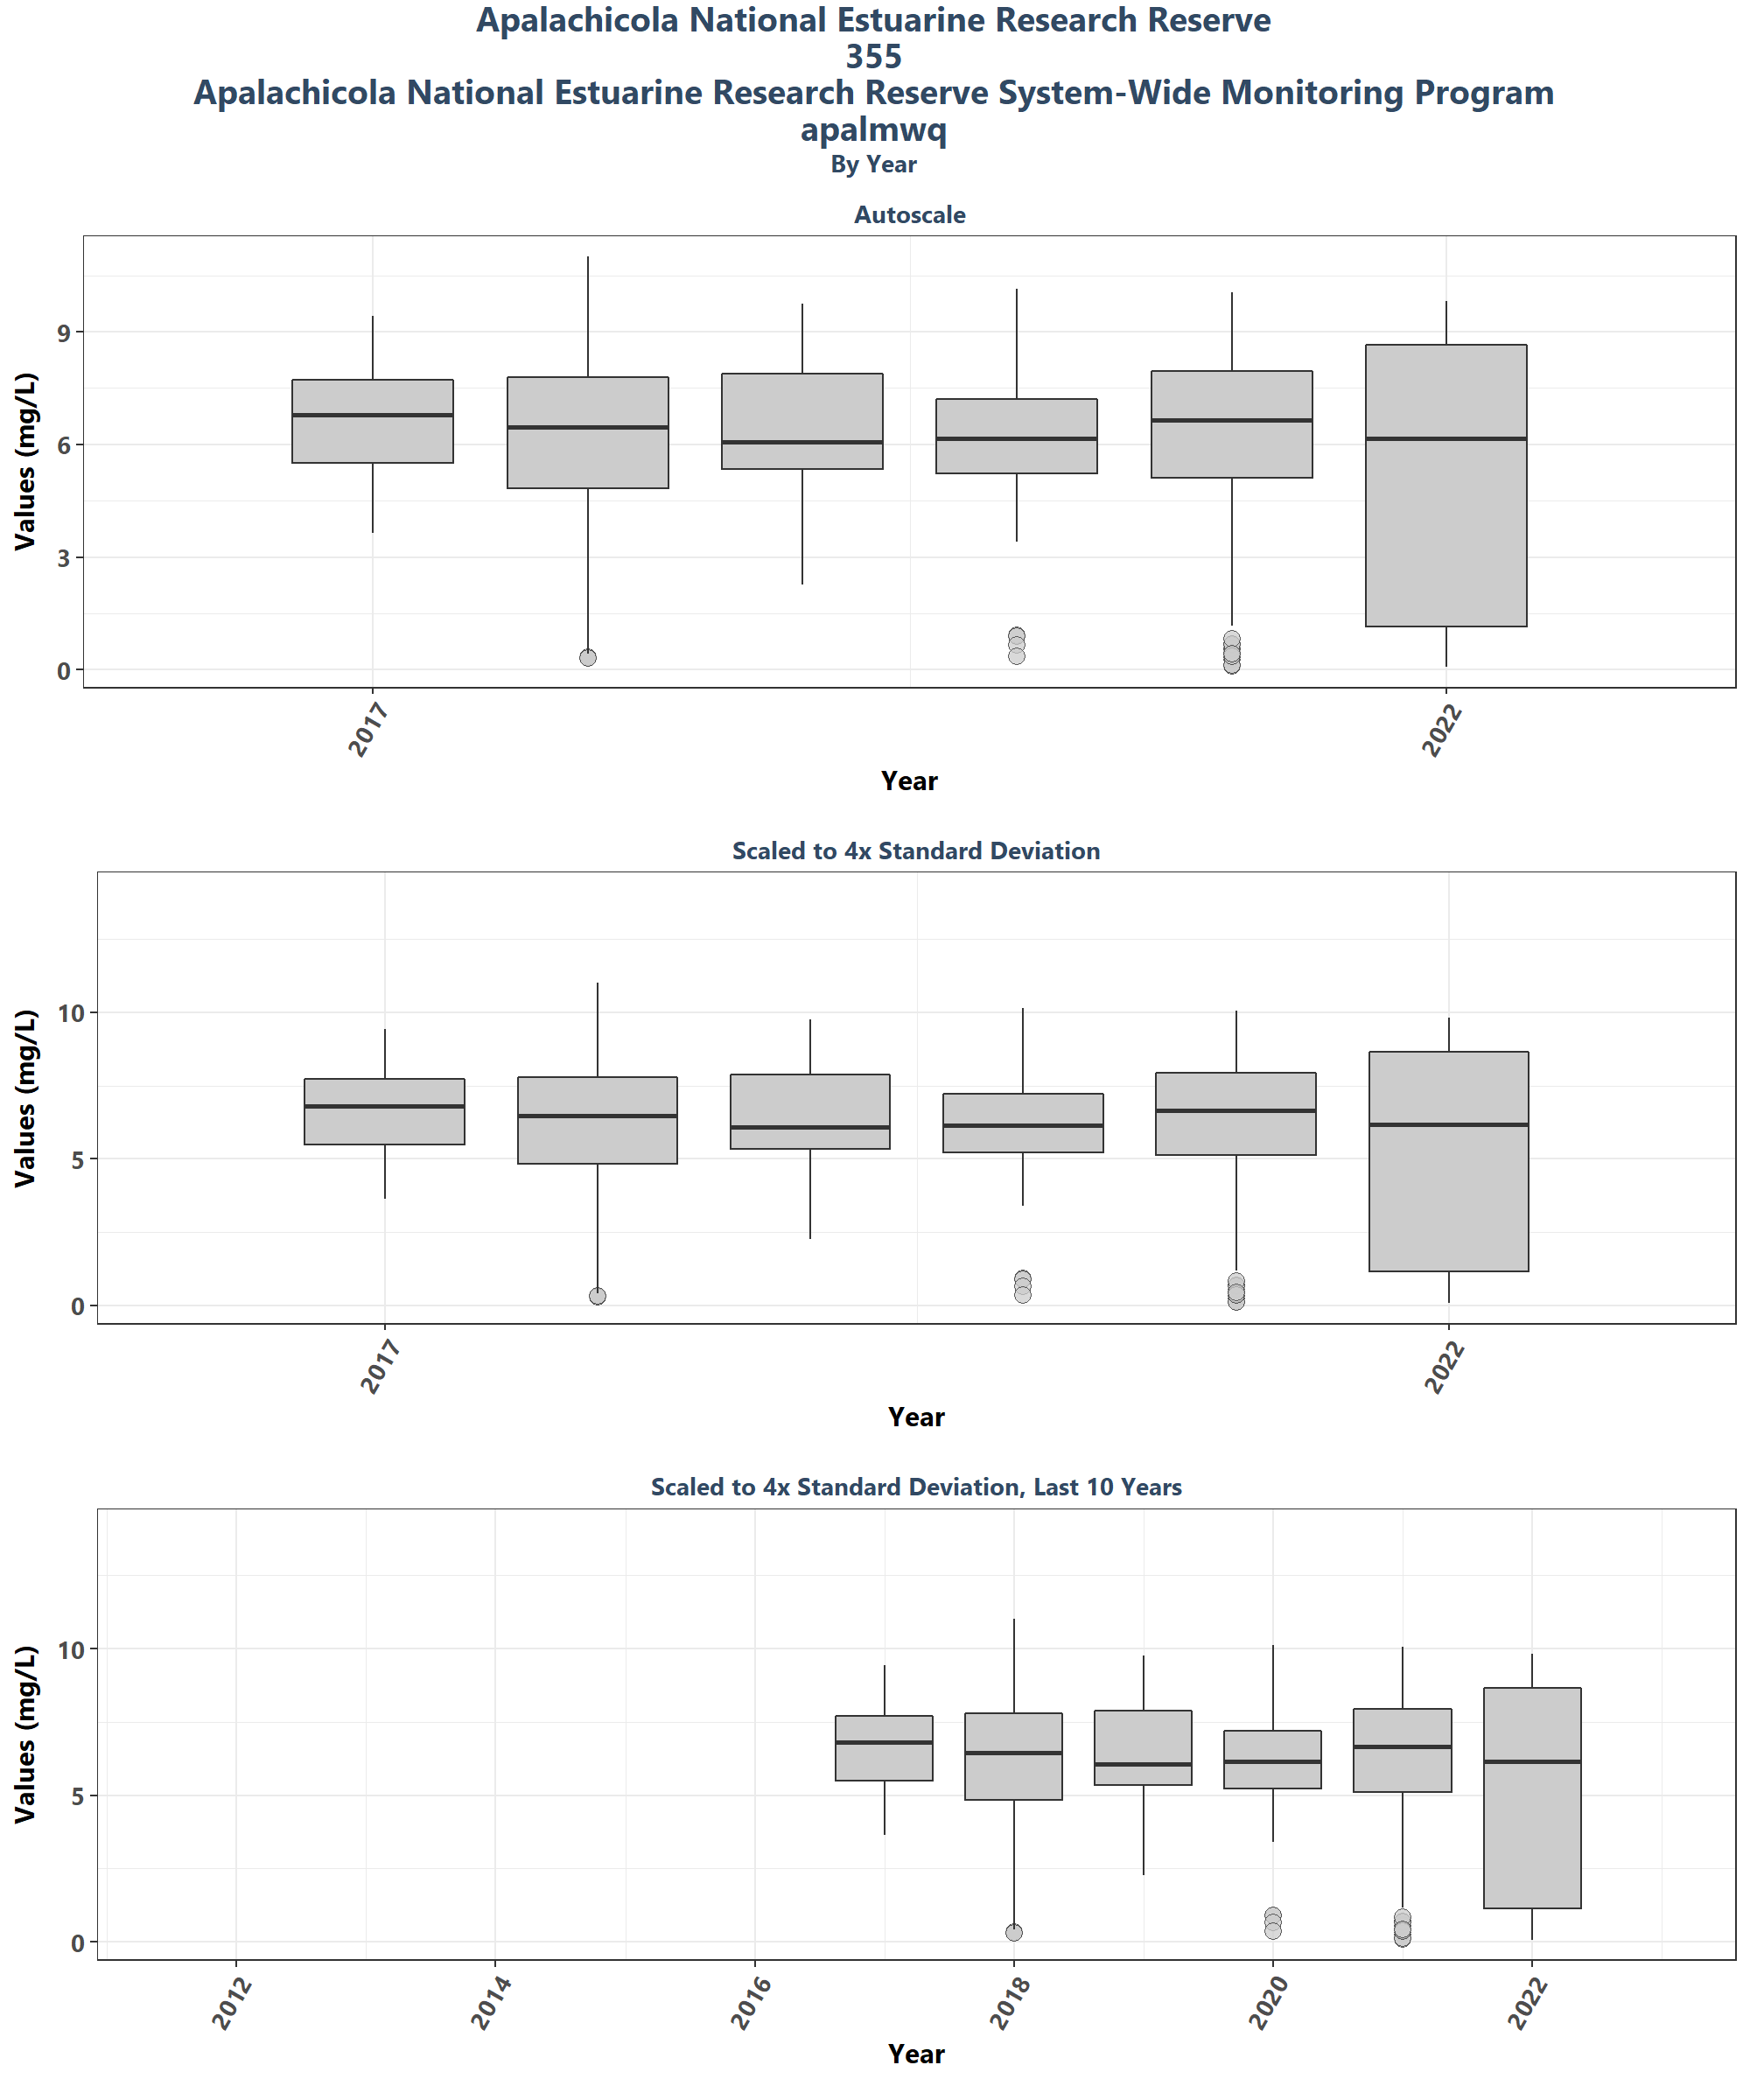 Apalachicola National Estuarine Research Reserve
355
Apalachicola National Estuarine Research Reserve System-Wide Monitoring Program
apalmwq
By Year
Autoscale
Values (mg/L)
9
6
3
0
2017
2022
Year
Scaled to 4x Standard Deviation
Values (mg/L)
10
5
0
2017
2022
Year
Scaled to 4x Standard Deviation, Last 10 Years
Values (mg/L)
10
5
0
2012
2014
2016
2018
2020
2022
Year